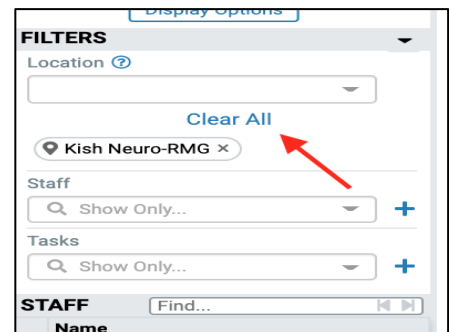 Display Options
FILTERS
Location ?
Clear All
Kish Neuro-RMG ×
Staff
Show Only...
Tasks
Show Only...
STAFF Find...
Name